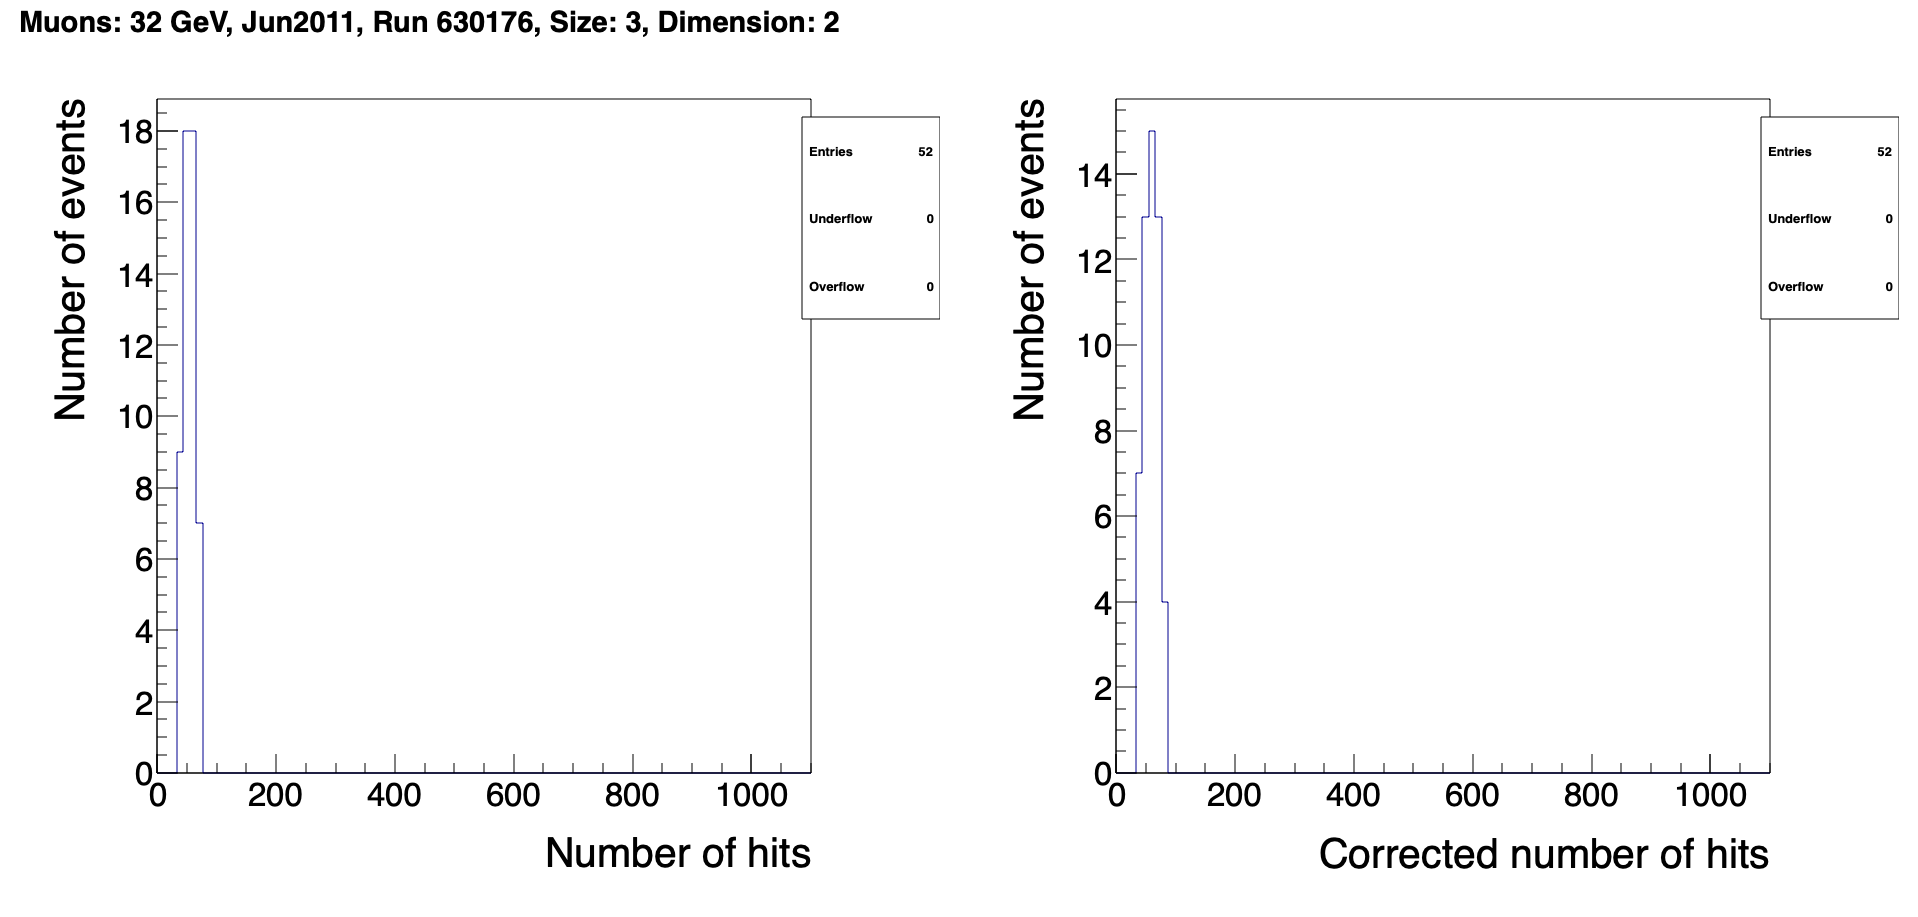 Muons: 32 GeV, Jun2011, Run 630176, Size: 3, Dimension: 2
Number of events
18
16
14
12
10
8
6
4
2
0
0 200 400 600 800 1000
Number of hits
Entries 52
Underflow 0
Overflow 0
Number of events
14
12
10
8
6
4
2
0
0 200 400 600 800 1000
Corrected number of hits
Entries 52
Underflow 0
Overflow 0